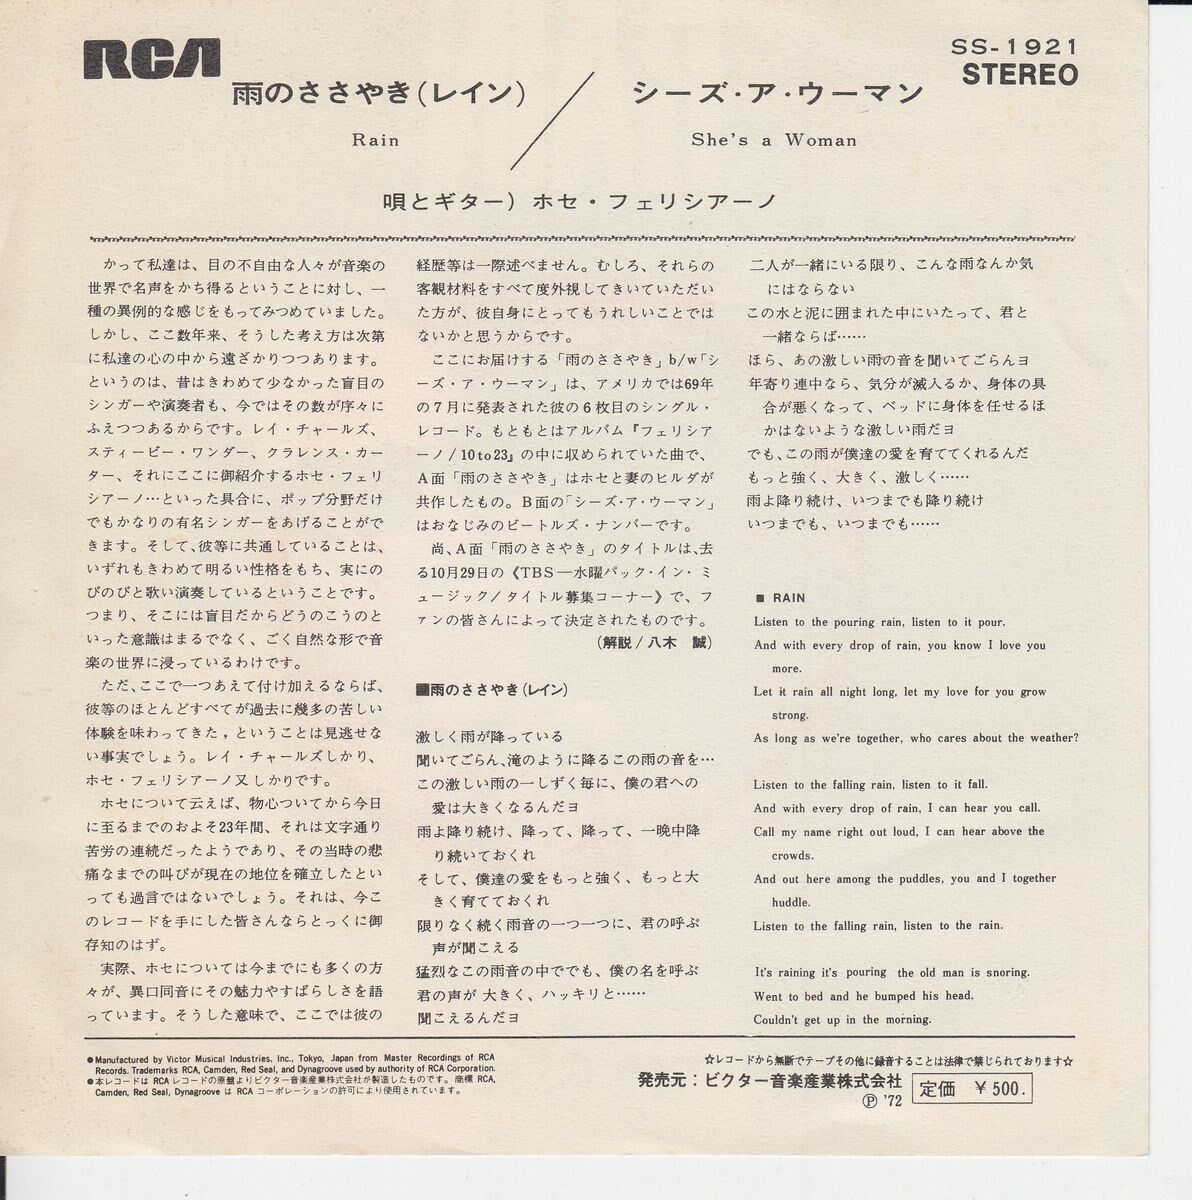 RCA
SS-1921
STEREO
雨のささやき(レイン) / シーズ・ア・ウーマン
Rain
She's a Woman
唄とギター) ホセ・フェリシアーノ
かって私達は、目の不自由な人々が音楽の
世界で名声をかち得るということに対し、一
種の異例的な感じをもってみつめていました。
しかし、ここ数年来、そうした考え方は次第
に私達の心の中から遠ざかりつつあります。
というのは、昔はきわめて少なかった盲目の
シンガーや演奏者も、今ではその数が序々に
ふえつつあるからです。レイ・チャールズ、
スティービー・ワンダー、クラレンス・カー
ター、それにここに御紹介するホセ・フェリ
シアーノ…といった具合に、ポップ分野だけ
でもかなりの有名シンガーをあげることがで
きます。そして、彼等に共通していることは、
いずれもきわめて明るい性格をもち、実にの
びのびと歌い演奏しているということです。
つまり、そこには盲目だからどうのこうのと
いった意識はまるでなく、ごく自然な形で音
楽の世界に浸っているわけです。
ただ、ここで一つあえて付け加えるならば、
彼等のほとんどすべてが過去に幾多の苦しい
体験を味わってきた，ということは見逃せな
い事実でしょう。レイ・チャールズしかり、
ホセ・フェリシアーノ又しかりです。
ホセについて云えば、物心ついてから今日
に至るまでのおよそ23年間、それは文字通り
苦労の連続だったようであり、その当時の悲
痛なまでの叫びが現在の地位を確立したとい
っても過言ではないでしょう。それは、今こ
のレコードを手にした皆さんならとっくに御
存知のはず。
実際、ホセについては今までにも多くの方
々が、異口同音にその魅力やすばらしさを語
っています。そうした意味で、ここでは彼の
経歴等は一際述べません。むしろ、それらの
客観材料をすべて度外視してきいていただい
た方が、彼自身にとってもうれしいことでは
ないかと思うからです。
ここにお届けする「雨のささやき」b/w「シ
ーズ・ア・ウーマン」は、アメリカでは69年
の7月に発表された彼の6枚目のシングル・
レコード。もともとはアルバム『フェリシア
ーノ/10to23』の中に収められていた曲で、
A面「雨のささやき」はホセと妻のヒルダが
共作したもの。B面の「シーズ・ア・ウーマン」
はおなじみのビートルズ・ナンバーです。
尚、A面「雨のささやき」のタイトルは、去
る10月29日の《TBS—水曜パック・イン・ミ
ュージック/タイトル募集コーナー》で、フ
ァンの皆さんによって決定されたものです。
(解説/八木 誠)
■雨のささやき(レイン)
激しく雨が降っている
聞いてごらん、滝のように降るこの雨の音を…
この激しい雨の一しずく毎に、僕の君への
愛は大きくなるんだヨ
雨よ降り続け、降って、降って、一晩中降
り続いておくれ
そして、僕達の愛をもっと強く、もっと大
きく育てておくれ
限りなく続く雨音の一つ一つに、君の呼ぶ
声が聞こえる
猛烈なこの雨音の中ででも、僕の名を呼ぶ
君の声が 大きく、ハッキリと……
聞こえるんだヨ
二人が一緒にいる限り、こんな雨なんか気
にはならない
この水と泥に囲まれた中にいたって、君と
一緒ならば……
ほら、あの激しい雨の音を聞いてごらんヨ
年寄り連中なら、気分が滅入るか、身体の具
合が悪くなって、ベッドに身体を任せるほ
かはないような激しい雨だヨ
でも、この雨が僕達の愛を育ててくれるんだ
もっと強く、大きく、激しく……
雨よ降り続け、いつまでも降り続け
いつまでも、いつまでも……
■ RAIN
Listen to the pouring rain, listen to it pour.
And with every drop of rain, you know I love you
more.
Let it rain all night long, let my love for you grow
strong.
As long as we're together, who cares about the weather?
Listen to the falling rain, listen to it fall.
And with every drop of rain, I can hear you call.
Call my name right out loud, I can hear above the
crowds.
And out here among the puddles, you and I together
huddle.
Listen to the falling rain, listen to the rain.
It's raining it's pouring the old man is snoring.
Went to bed and he bumped his head.
Couldn't get up in the morning.
●Manufactured by Victor Musical Industries, Inc., Tokyo, Japan from Master Recordings of RCA
Records. Trademarks RCA, Camden, Red Seal, and Dynagroove used by authority of RCA Corporation.
●本レコードは RCA レコードの原盤よりビクター音楽産業株式会社が製造したものです。商標 RCA,
Camden, Red Seal, Dynagroove は RCA コーポレーションの許可により使用されています。
☆レコードから無断でテープその他に録音することは法律で禁じられております☆
発売元：ビクター音楽産業株式会社
Ⓟ '72
定価 ￥500.